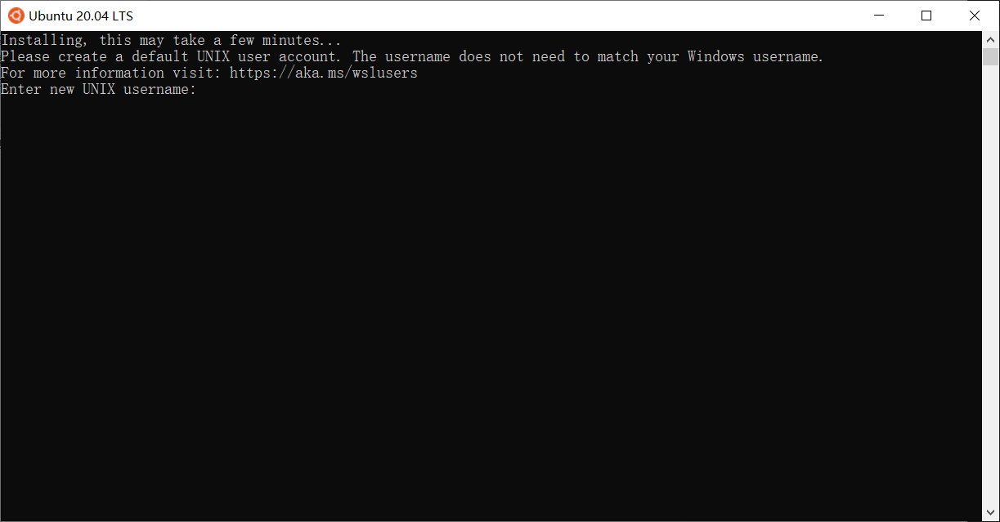 Ubuntu 20.04 LTS
Installing, this may take a few minutes...
Please create a default UNIX user account. The username does not need to match your Windows username.
For more information visit: https://aka.ms/wslusers
Enter new UNIX username: